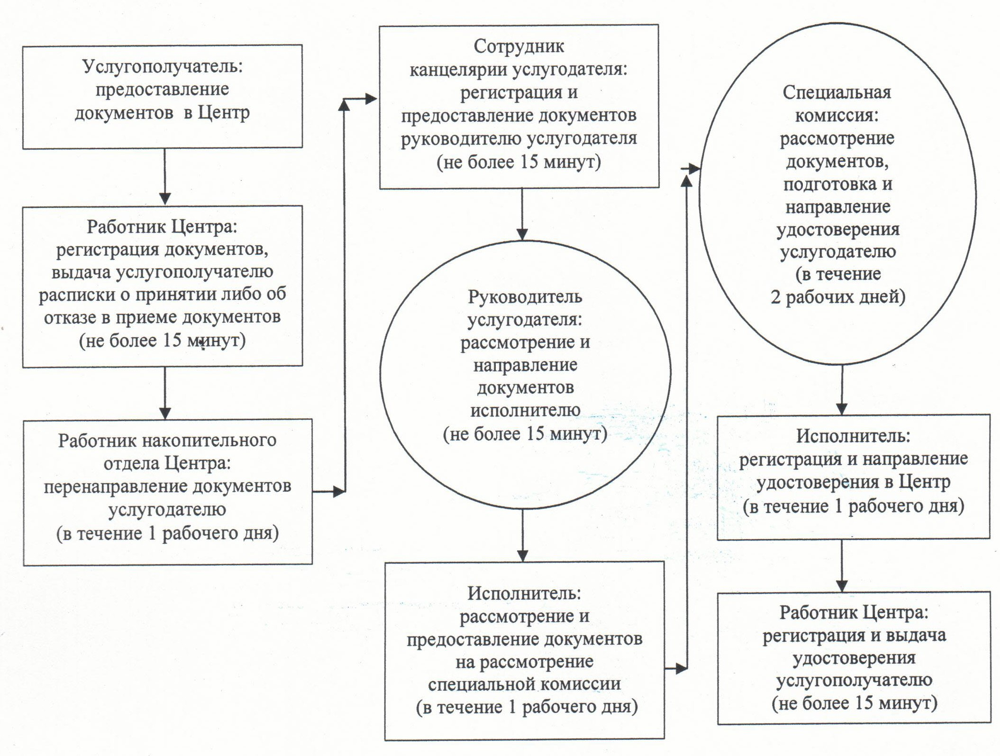 Услугополучатель:
предоставление
документов в Центр
Работник Центра:
регистрация документов,
выдача услугополучателю
расписки о принятии либо об
отказе в приеме документов
(не более 15 минут)
Работник накопительного
отдела Центра:
перенаправление документов
услугодателю
(в течение 1 рабочего дня)
Сотрудник
канцелярии услугодателя:
регистрация и
предоставление документов
руководителю услугодателя
(не более 15 минут)
Руководитель
услугодателя:
рассмотрение и
направление
документов
исполнителю
(не более 15 минут)
Исполнитель:
рассмотрение и
предоставление документов
на рассмотрение
специальной комиссии
(в течение 1 рабочего дня)
Специальная
комиссия:
рассмотрение
документов,
подготовка и
направление
удостоверения
услугодателю
(в течение
2 рабочих дней)
Исполнитель:
регистрация и направление
удостоверения в Центр
(в течение 1 рабочего дня)
Работник Центра:
регистрация и выдача
удостоверения
услугополучателю
(не более 15 минут)